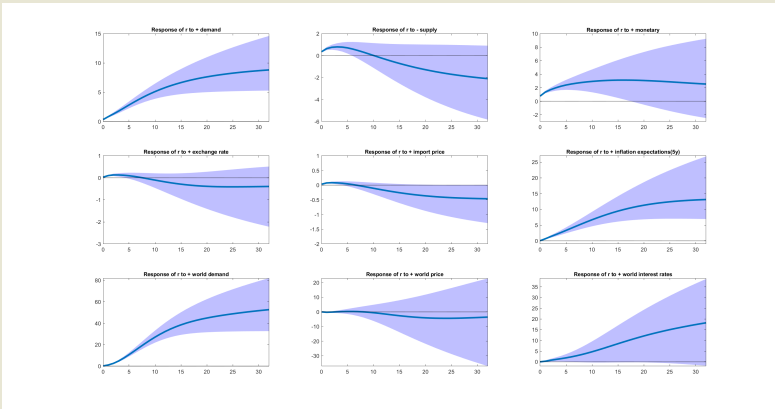 Response of r to + demand
15
10
5
0
0 5 10 15 20 25 30
Response of r to - supply
2
0
-2
-4
-6
0 5 10 15 20 25 30
Response of r to + monetary
10
8
6
4
2
0
-2
0 5 10 15 20 25 30
Response of r to + exchange rate
1
0
-1
-2
-3
0 5 10 15 20 25 30
Response of r to + import price
1
0.5
0
-0.5
-1
-1.5
-2
0 5 10 15 20 25 30
Response of r to + inflation expectations(5y)
25
20
15
10
5
0
0 5 10 15 20 25 30
Response of r to + world demand
80
60
40
20
0
0 5 10 15 20 25 30
Response of r to + world price
20
10
0
-10
-20
-30
0 5 10 15 20 25 30
Response of r to + world interest rates
35
30
25
20
15
10
5
0
0 5 10 15 20 25 30